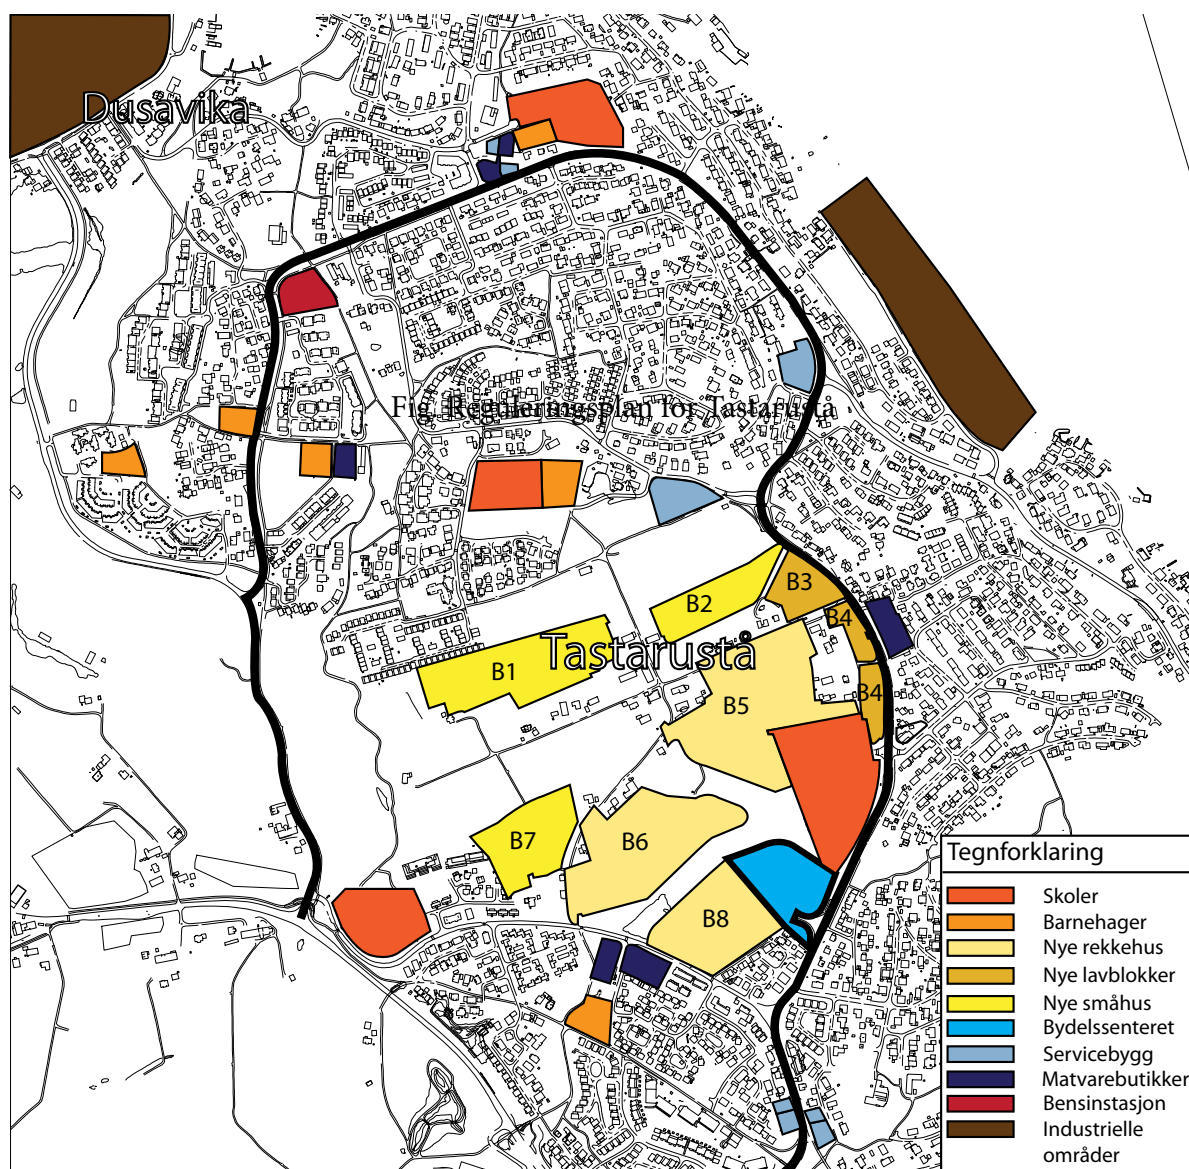 Dusavika
Fig. Reguleringsplan for Tastarustå
B2
B3
B4
Tastarustå
B1
B4
B5
B7
B6
B8
Tegnforklaring
Skoler
Barnehager
Nye rekkehus
Nye lavblokker
Nye småhus
Bydelssenteret
Servicebygg
Matvarebutikker
Bensinstasjon
Industrielle
områder